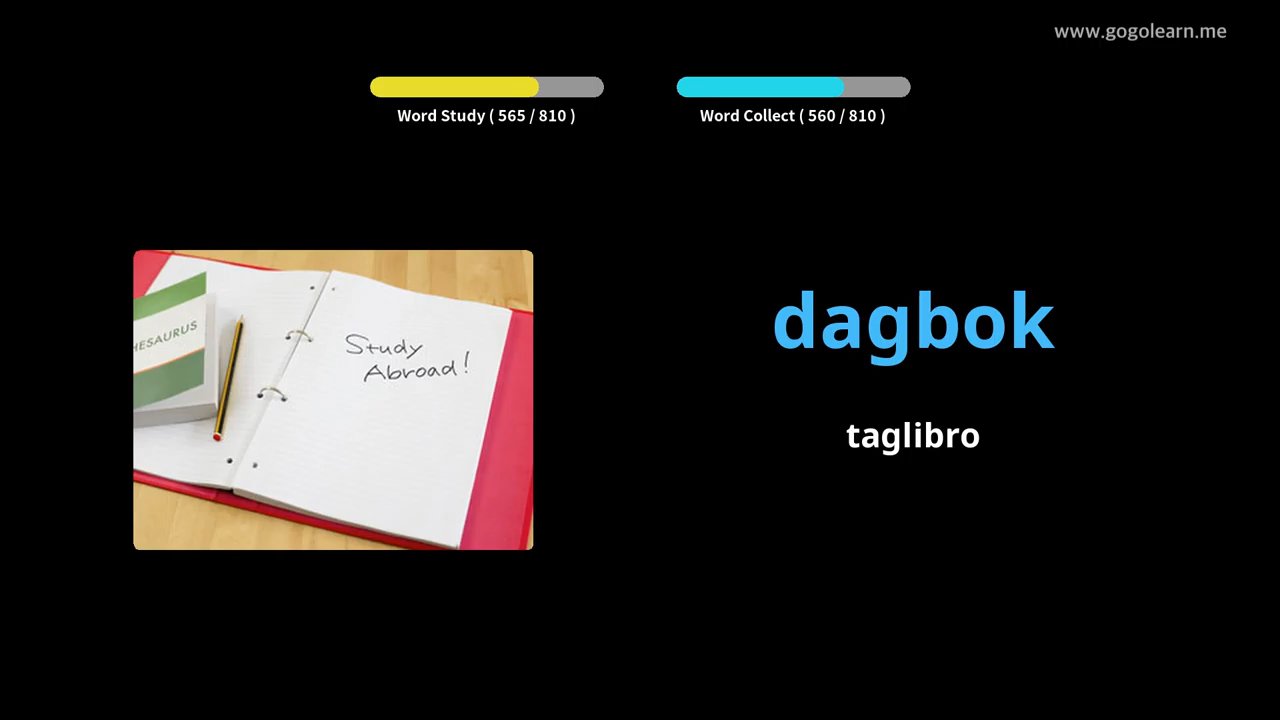 www.gogolearn.me
Word Study ( 565 / 810 )
Word Collect ( 560 / 810 )
HESAURUS
Study
Abroad!
dagbok
taglibro